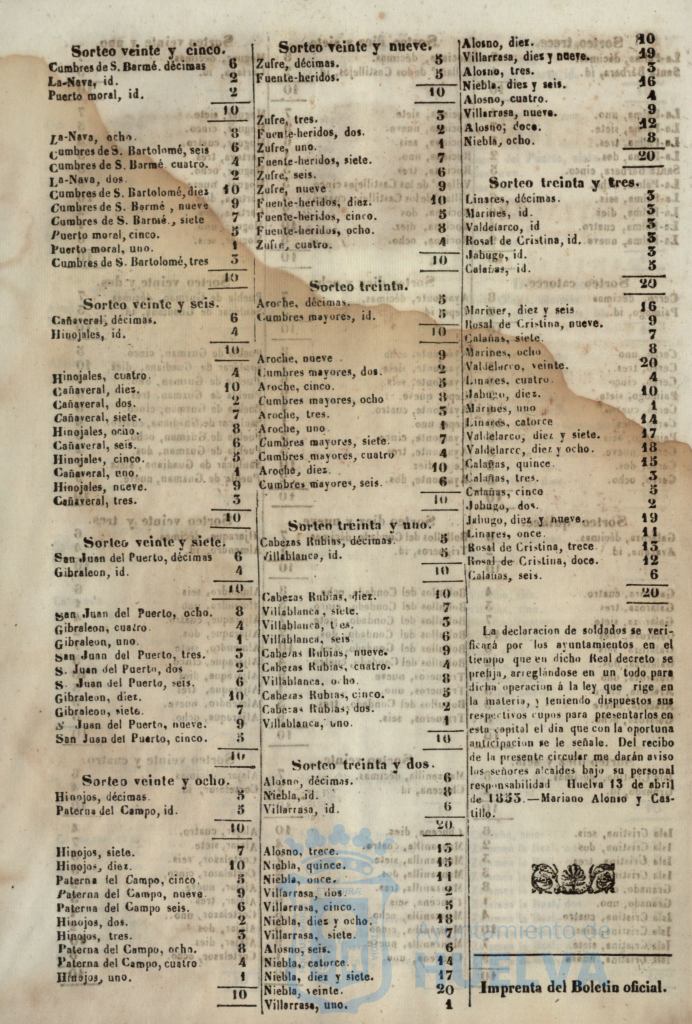 Sorteo veinte y cinco.
Cumbres de S. Barmé. décimas 6
La-Nava, id. 2
Puerto moral, id. 2
10
La-Nava, ocho. 8
Cumbres de S. Bartolomé, seis 6
Cumbres de S. Barmé cuatro. 4
La-Nava, dos 2
Cumbres de S. Bartolomé, diez 10
Cumbres de S. Barmé, nueve 9
Cumbres de S. Barmé., siete 7
Puerto moral, cinco. 5
Puerto moral, uno. 1
Cumbres de S. Bartolomé, tres 3
10
Sorteo veinte y seis.
Cañaveral, décimas. 6
Hinojales, id. 4
10
Hinojales, cuatro. 4
Cañaveral, diez. 10
Cañaveral, dos. 2
Cañaveral, siete. 7
Hinojales, ocho. 8
Cañaveral, seis. 6
Hinojales, cinco. 5
Cañaveral, uno. 1
Hinojales, nueve. 9
Cañaveral, tres. 3
10
Sorteo veinte y siete.
San Juan del Puerto, décimas 6
Gibraleon, id. 4
10
San Juan del Puerto, ocho. 8
Gibraleon, cuatro. 4
Gibraleon, uno. 1
San Juan del Puerto, tres. 3
S. Juan del Puerto, dos 2
S. Juan del Puerto, seis. 6
Gibraleon, diez. 10
Gibraleon, siete. 7
S Juan del Puerto, nueve. 9
San Juan del Puerto, cinco. 5
10
Sorteo veinte y ocho.
Hinojos, décimas 5
Paterna del Campo, id. 5
10
Hinojos, siete. 7
Hinojos, diez. 10
Paterna del Campo, cinco. 5
Paterna del Campo, nueve 9
Paterna del Campo seis. 6
Hinojos, dos. 2
Hinojos, tres. 3
Paterna del Campo, ocho. 8
Paterna del Campo, cuatro 4
Hinojos, uno. 1
10
Sorteo veinte y nueve.
Zufre, décimas. 5
Fuente-heridos. 5
10
Zufre, tres. 3
Fuente-heridos, dos. 2
Zufre, uno. 1
Fuente-heridos, siete. 7
Zufre, seis. 6
Zufre, nueve 9
Fuente-heridos, diez. 10
Fuente-heridos, cinco. 5
Fuente-heridos, ocho 8
Zufre, cuatro. 4
10
Sorteo treinta.
Aroche, décimas. 5
Cumbres mayores, id. 5
10
Aroche, nueve 9
Cumbres mayores, dos. 2
Aroche, cinco. 5
Cumbres mayores, ocho 8
Aroche, tres. 3
Aroche, uno 1
Cumbres mayores, siete. 7
Cumbres mayores, cuatro 4
Aroche, diez. 10
Cumbres mayores, seis. 6
10
Sorteo treinta y uno.
Cabezas Rubias, décimas. 5
Villablanca, id. 5
10
Cabezas Rubias, diez. 10
Villablanca, siete. 7
Villablanca, t es. 3
Villablanca, seis 6
Cabezas Rubias, nueve. 9
Cabezas Rubias, cuatro. 4
Villablanca, o ho. 8
Cabezas Rubias, cinco. 5
Cabezas Rubias, dos. 2
Villablanca, uno. 1
10
Sorteo treinta y dos.
Alosno, décimas. 6
Niebla, id. 8
Villarrasa, id. 6
20
Alosno, trece. 13
Niebla, quince. 15
Niebla, once. 11
Villarrasa, dos. 2
Villarrasa, cinco. 5
Niebla, diez y ocho. 18
Villarrasa, siete. 7
Alosno, seis. 6
Niebla, catorce. 14
Niebla, diez y siete. 17
Niebla, veinte. 20
Villarrasa, uno. 1
Alosno, diez. 10
Villarrasa, diez y nueve. 19
Alosno, tres. 3
Niebla, diez y seis. 16
Alosno, cuatro. 4
Villarrasa, nueve. 9
Alosno; doce. 12
Niebla, ocho. 8
20
Sorteo treinta y tres.
Linares, décimas. 3
Marines, id. 3
Valdelarco, id 3
Rosal de Cristina, id. 3
Jabugo, id. 3
Calañas, id. 5
20
Marines, diez y seis 16
Rosal de Cristina, nueve. 9
Calañas, siete. 7
Marines, ocho 8
Valdelarco, veinte. 20
Linares, cuatro. 4
Jabugo, diez. 10
Marines, uno 1
Linares, catorce 14
Valdelarco, diez y siete. 17
Valdelarcc, diez y ocho. 18
Calañas, quince. 15
Calañas, tres. 3
Calañas, cinco 5
Jabugo, dos. 2
Jabugo, diez y nueve. 19
Linares, once. 11
Rosal de Cristina, trece 13
Rosal de Cristina, doce. 12
Calañas, seis. 6
20
La declaracion de soldados se veri-
ficará por los ayuntamientos en el
tiempo que en dicho Real decreto se
prefija, arreglándose en un todo para
dicha operacion á la ley que rige en
la materia, y teniendo dispuestos sus
respectivos cupos para presentarlos en
esta capital el dia que con la oportuna
anticipacion se le señale. Del recibo
de la presente circular me darán aviso
los señores alcaldes bajo su personal
responsabilidad Huelva 13 de abril
de 1853.—Mariano Alonso y Cas-
tillo.
Imprenta del Boletin oficial.
Ayuntamiento de
HUELVA